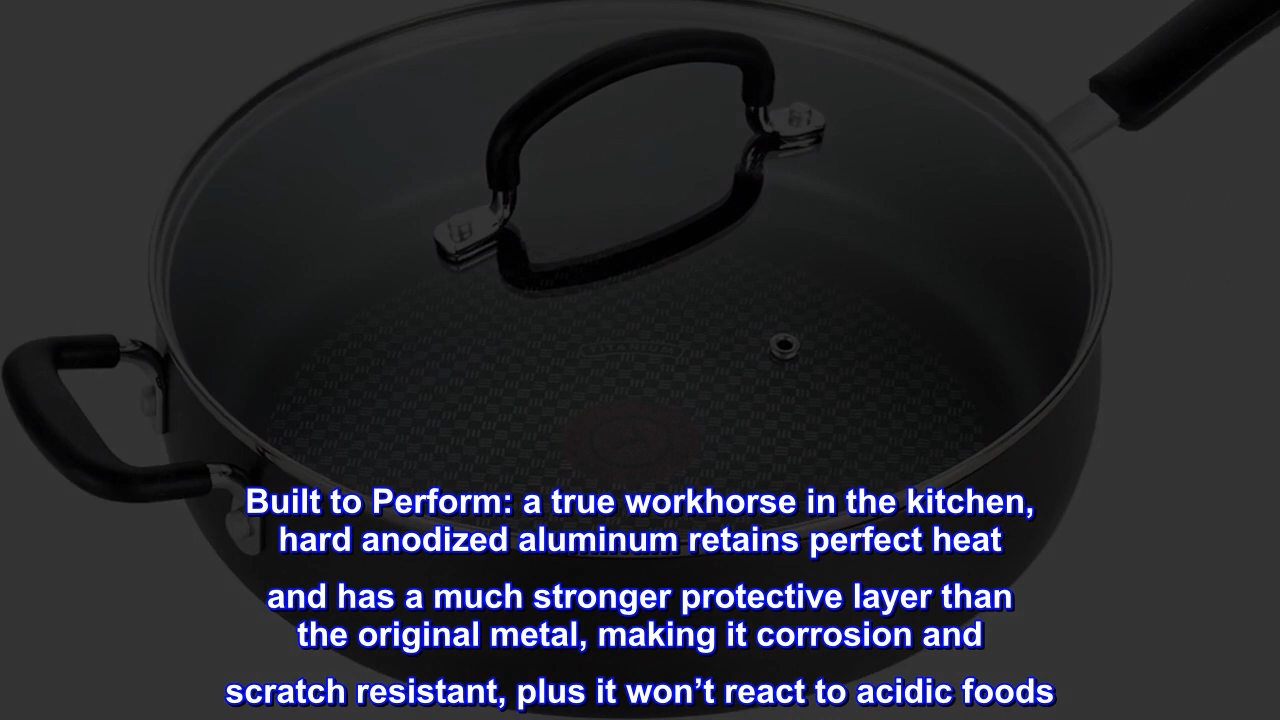 TITANIUM
Built to Perform: a true workhorse in the kitchen,
hard anodized aluminum retains perfect heat
and has a much stronger protective layer than
the original metal, making it corrosion and
scratch resistant, plus it won’t react to acidic foods